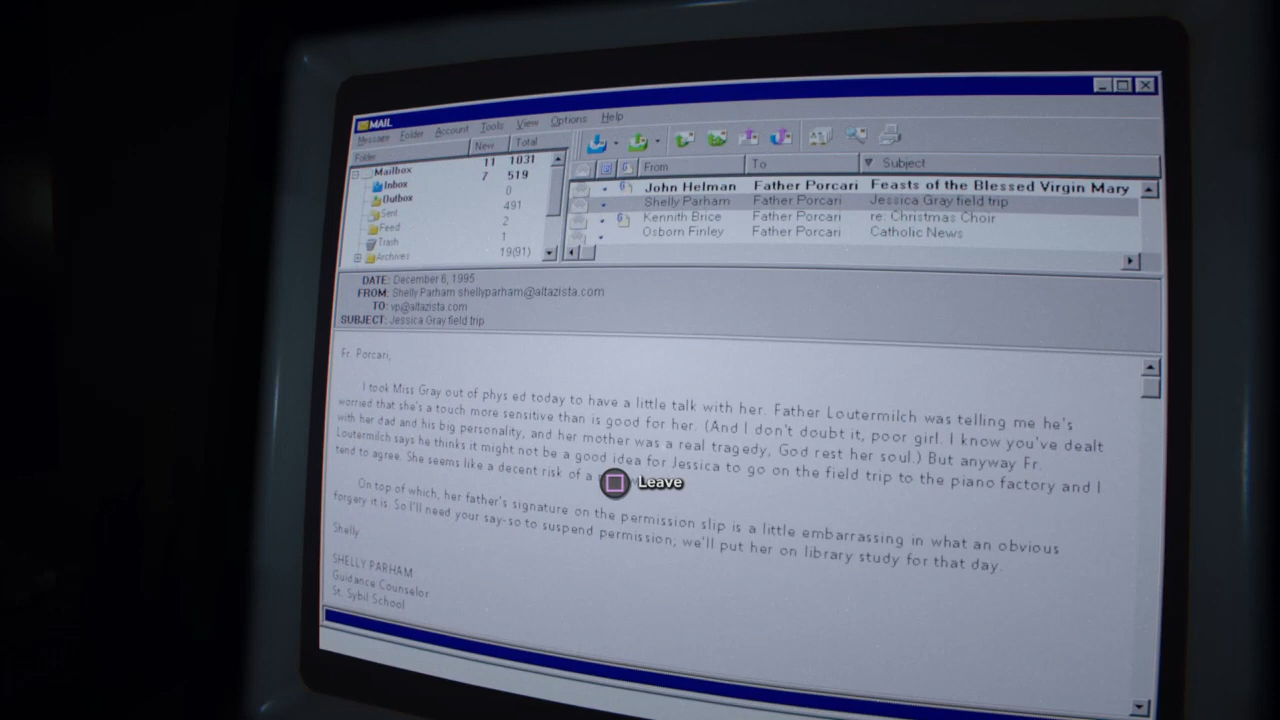 MAIL
Message Folder Account Tools View Options Help
Folder New Total
Mailbox 11 1031
Inbox 7 519
Outbox 0
Sent 491
Feed 2
Trash 1
Archives 19(91)
From To Subject
John Helman Father Porcari Feasts of the Blessed Virgin Mary
Shelly Parham Father Porcari Jessica Gray field trip
Kennith Brice Father Porcari re: Christmas Choir
Osborn Finley Father Porcari Catholic News
DATE: December 6, 1995
FROM: Shelly Parham shellyparham@altazista.com
TO: vp@altazista.com
SUBJECT: Jessica Gray field trip
Fr. Porcari,
I took Miss Gray out of phys ed today to have a little talk with her. Father Loutermilch was telling me he's
worried that she's a touch more sensitive than is good for her. (And I don't doubt it, poor girl. I know you've dealt
with her dad and his big personality, and her mother was a real tragedy, God rest her soul.) But anyway Fr.
Loutermilch says he thinks it might not be a good idea for Jessica to go on the field trip to the piano factory and I
tend to agree. She seems like a decent risk of a
Leave
On top of which, her father's signature on the permission slip is a little embarrassing in what an obvious
forgery it is. So I'll need your say-so to suspend permission; we'll put her on library study for that day.
Shelly
SHELLY PARHAM
Guidance Counselor
St. Sybil School